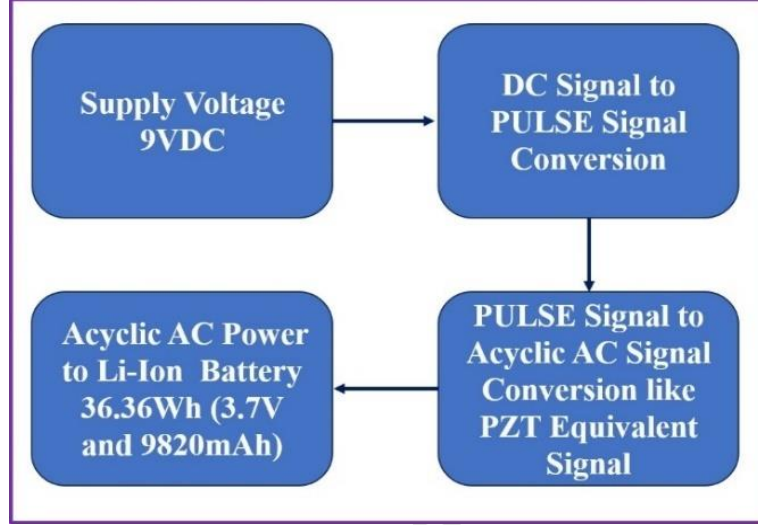 Supply Voltage
9VDC
DC Signal to
PULSE Signal
Conversion
PULSE Signal to
Acyclic AC Signal
Conversion like
PZT Equivalent
Signal
Acyclic AC Power
to Li-Ion Battery
36.36Wh (3.7V
and 9820mAh)